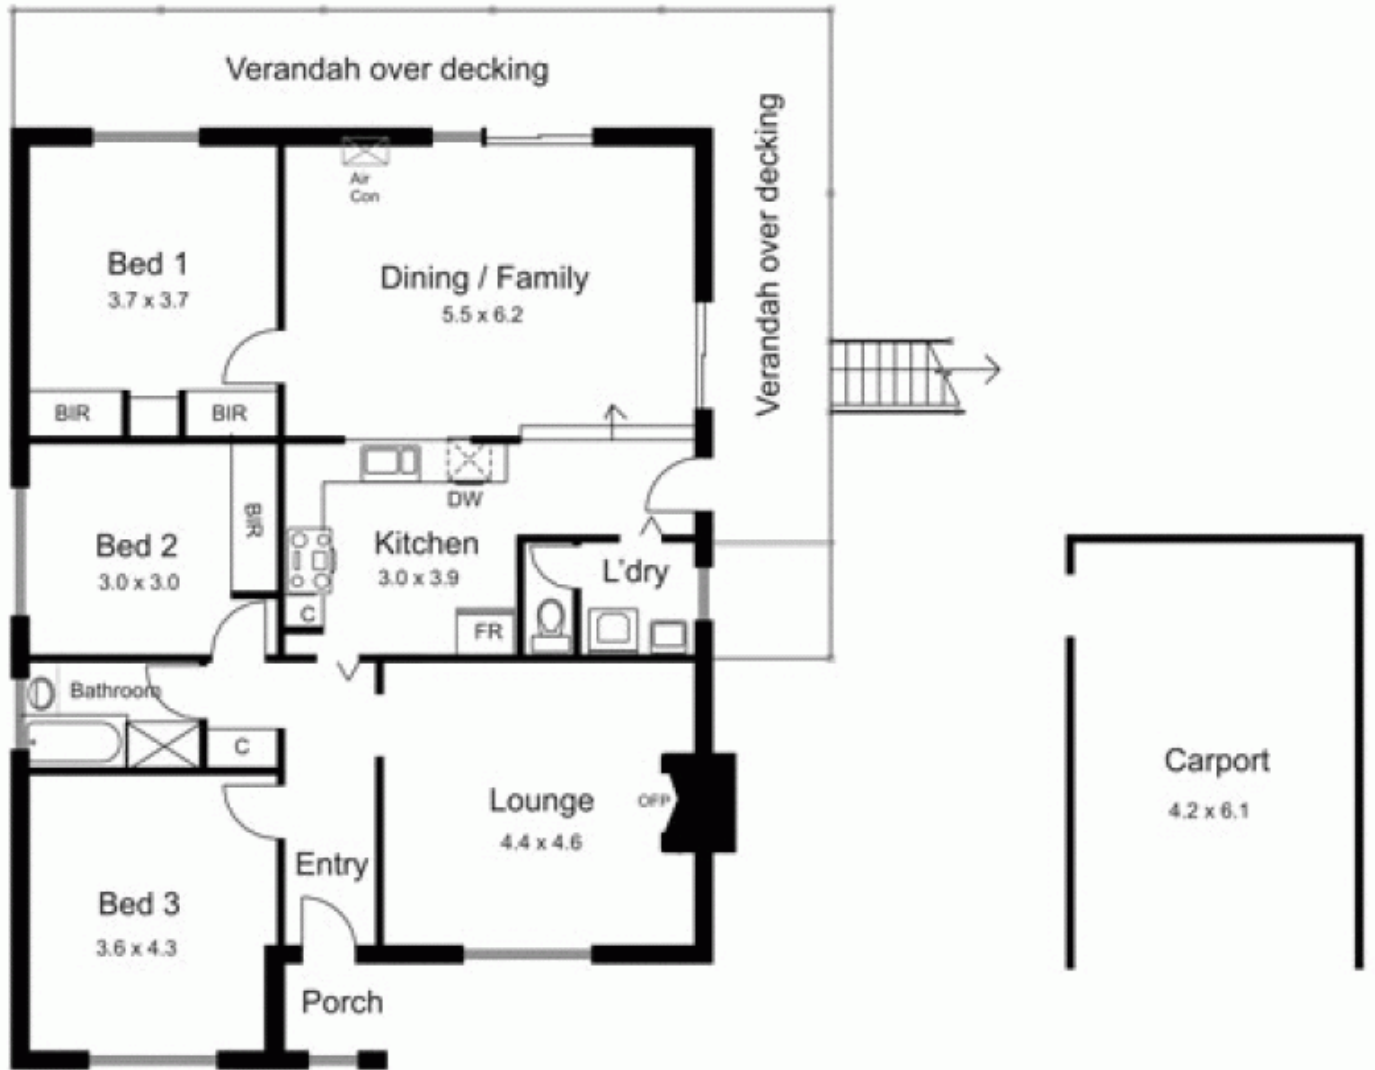 Verandah over decking
Verandah over decking
Air
Con
Bed 1
3.7 x 3.7
Dining / Family
5.5 x 6.2
BIR
BIR
BIR
DW
Bed 2
3.0 x 3.0
Kitchen
3.0 x 3.9
L'dry
C
FR
Bathroom
C
Lounge
4.4 x 4.6
OFP
Carport
4.2 x 6.1
Entry
Bed 3
3.6 x 4.3
Porch